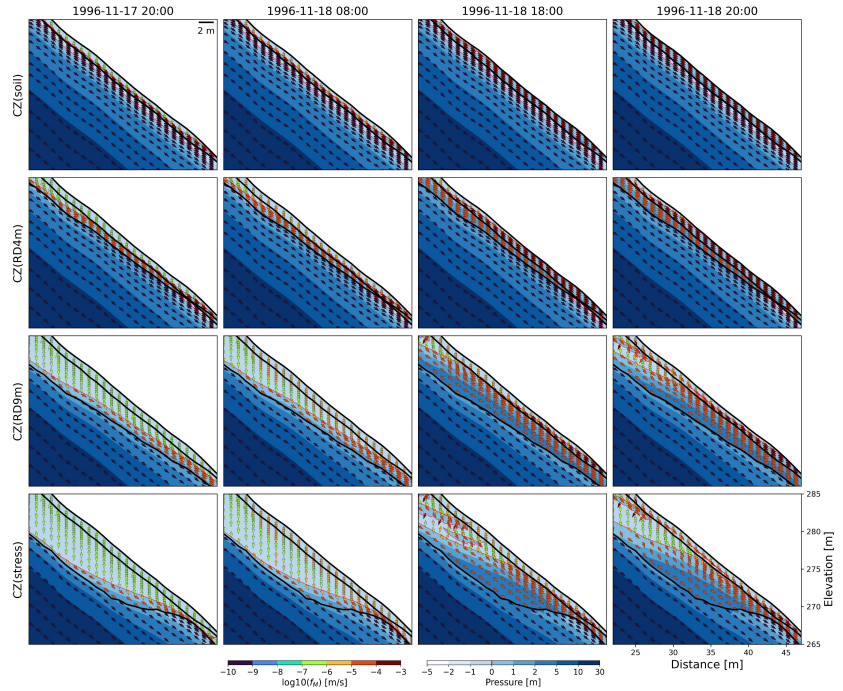 1996-11-17 20:00 1996-11-18 08:00 1996-11-18 18:00 1996-11-18 20:00
2 m
CZ(soil)
CZ(RD4m)
CZ(RD9m)
CZ(stress)
285
280
275
270
265
Elevation [m]
25 30 35 40 45
Distance [m]
−10 −9 −8 −7 −6 −5 −4 −3
log10(f_M) [m/s]
−5 −2 −1 0 1 2 5 10 30
Pressure [m]